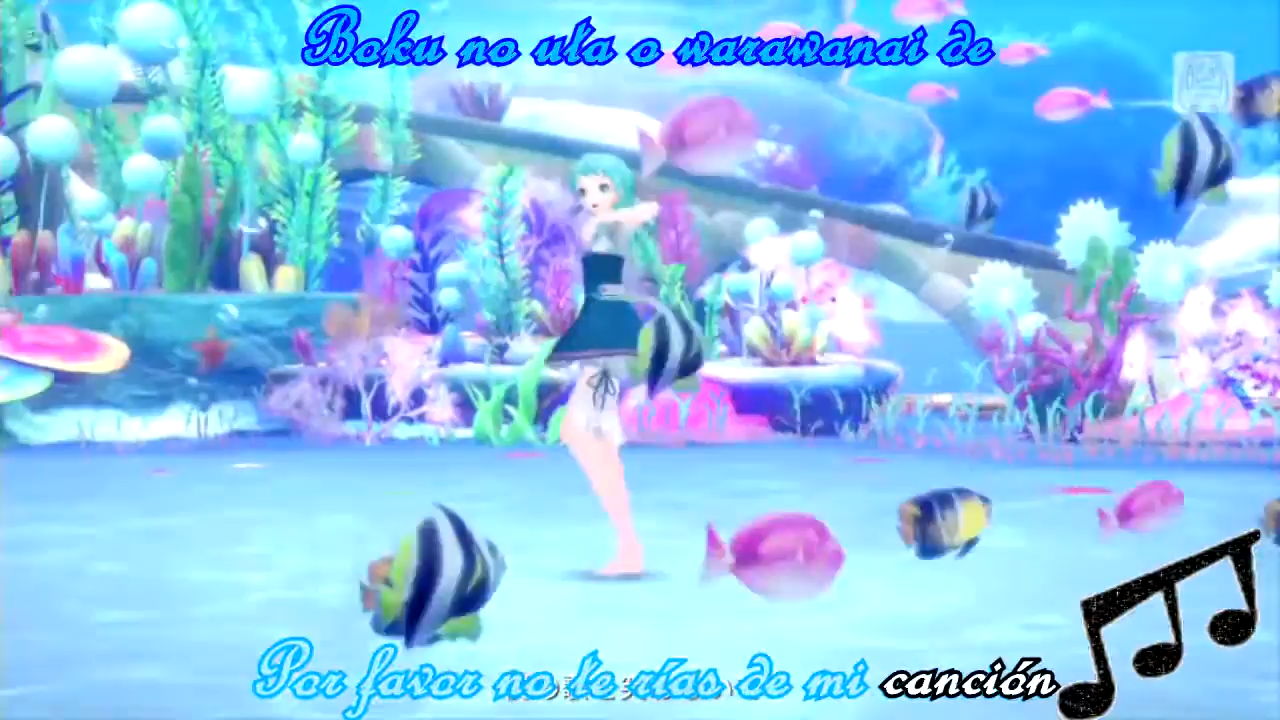 Boku no uta o warawanai de
Por favor no te rías de mi canción